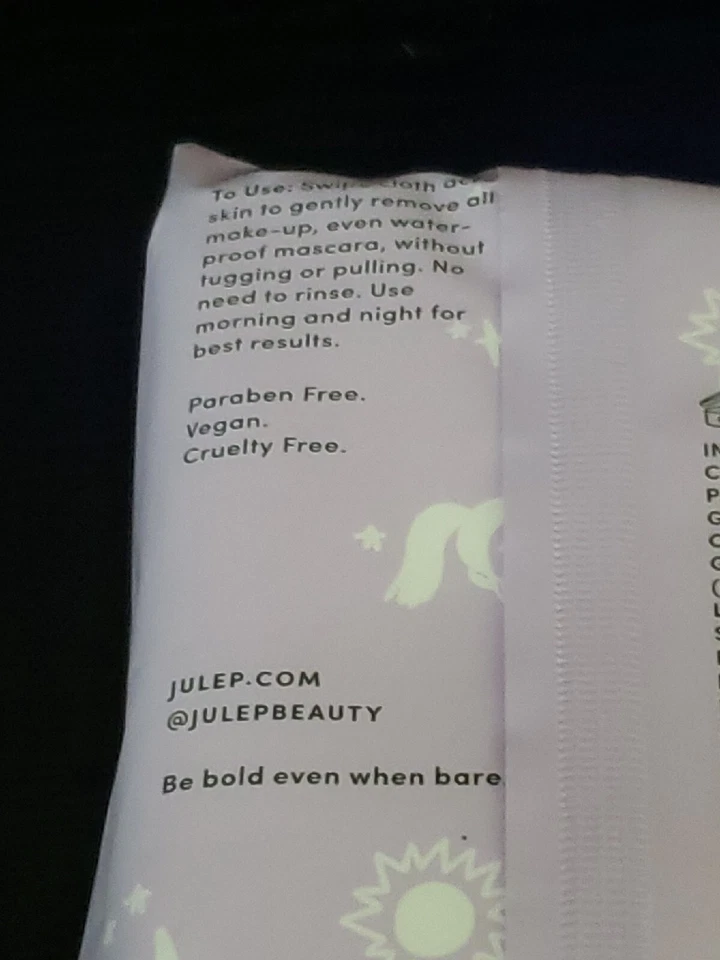 To Use: Swipe cloth
skin to gently remove all
make-up, even water-
proof mascara, without
tugging or pulling. No
need to rinse. Use
morning and night for
best results.
Paraben Free.
Vegan.
Cruelty Free.
JULEP.COM
@JULEPBEAUTY
Be bold even when bare.